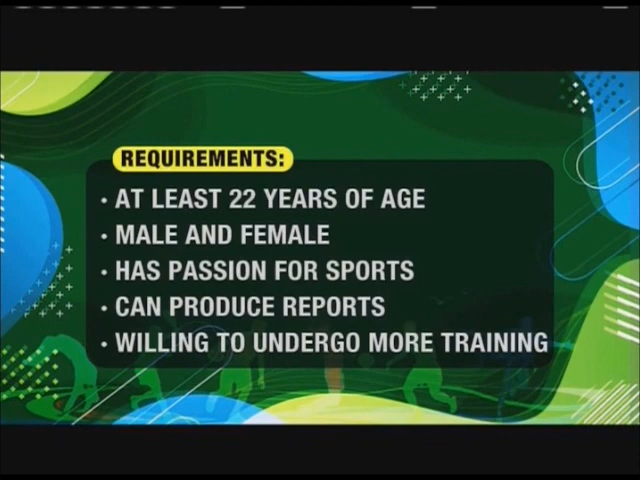 REQUIREMENTS:
• AT LEAST 22 YEARS OF AGE
• MALE AND FEMALE
• HAS PASSION FOR SPORTS
• CAN PRODUCE REPORTS
• WILLING TO UNDERGO MORE TRAINING